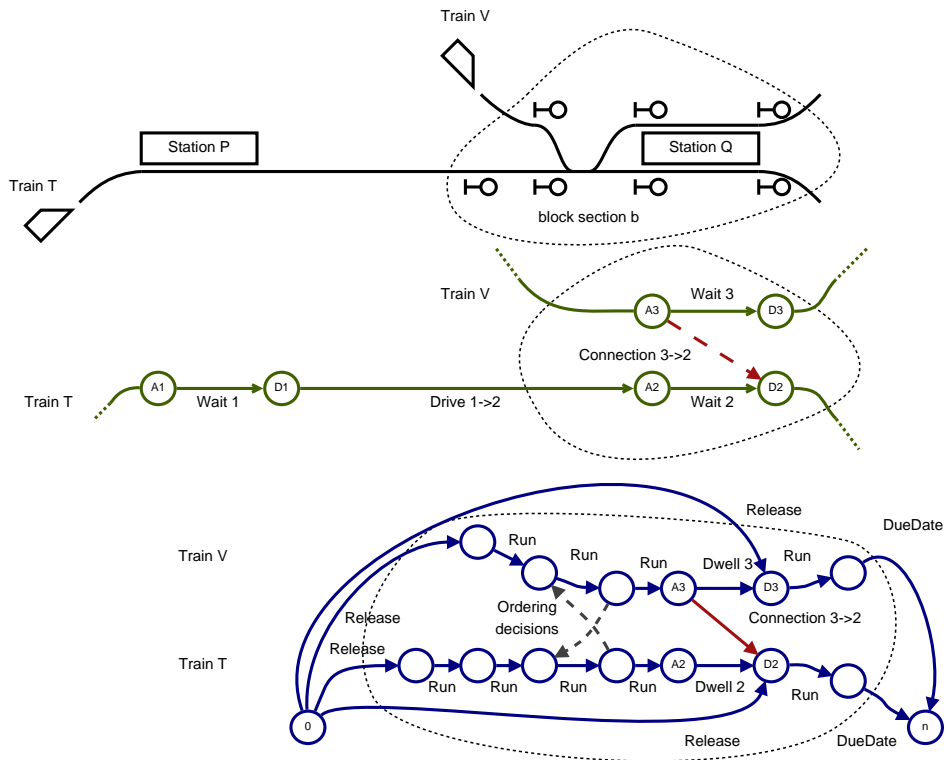 Train V
Station P
Station Q
Train T
block section b
Train V
Wait 3
A3
D3
Connection 3->2
Train T
A1
D1
A2
D2
Wait 1
Drive 1->2
Wait 2
Release
DueDate
Train V
Run
Run
Run
Dwell 3
Run
A3
D3
Release
Ordering
decisions
Connection 3->2
Release
Train T
A2
D2
Run
Run
Run
Run
Dwell 2
Run
0
n
Release
DueDate